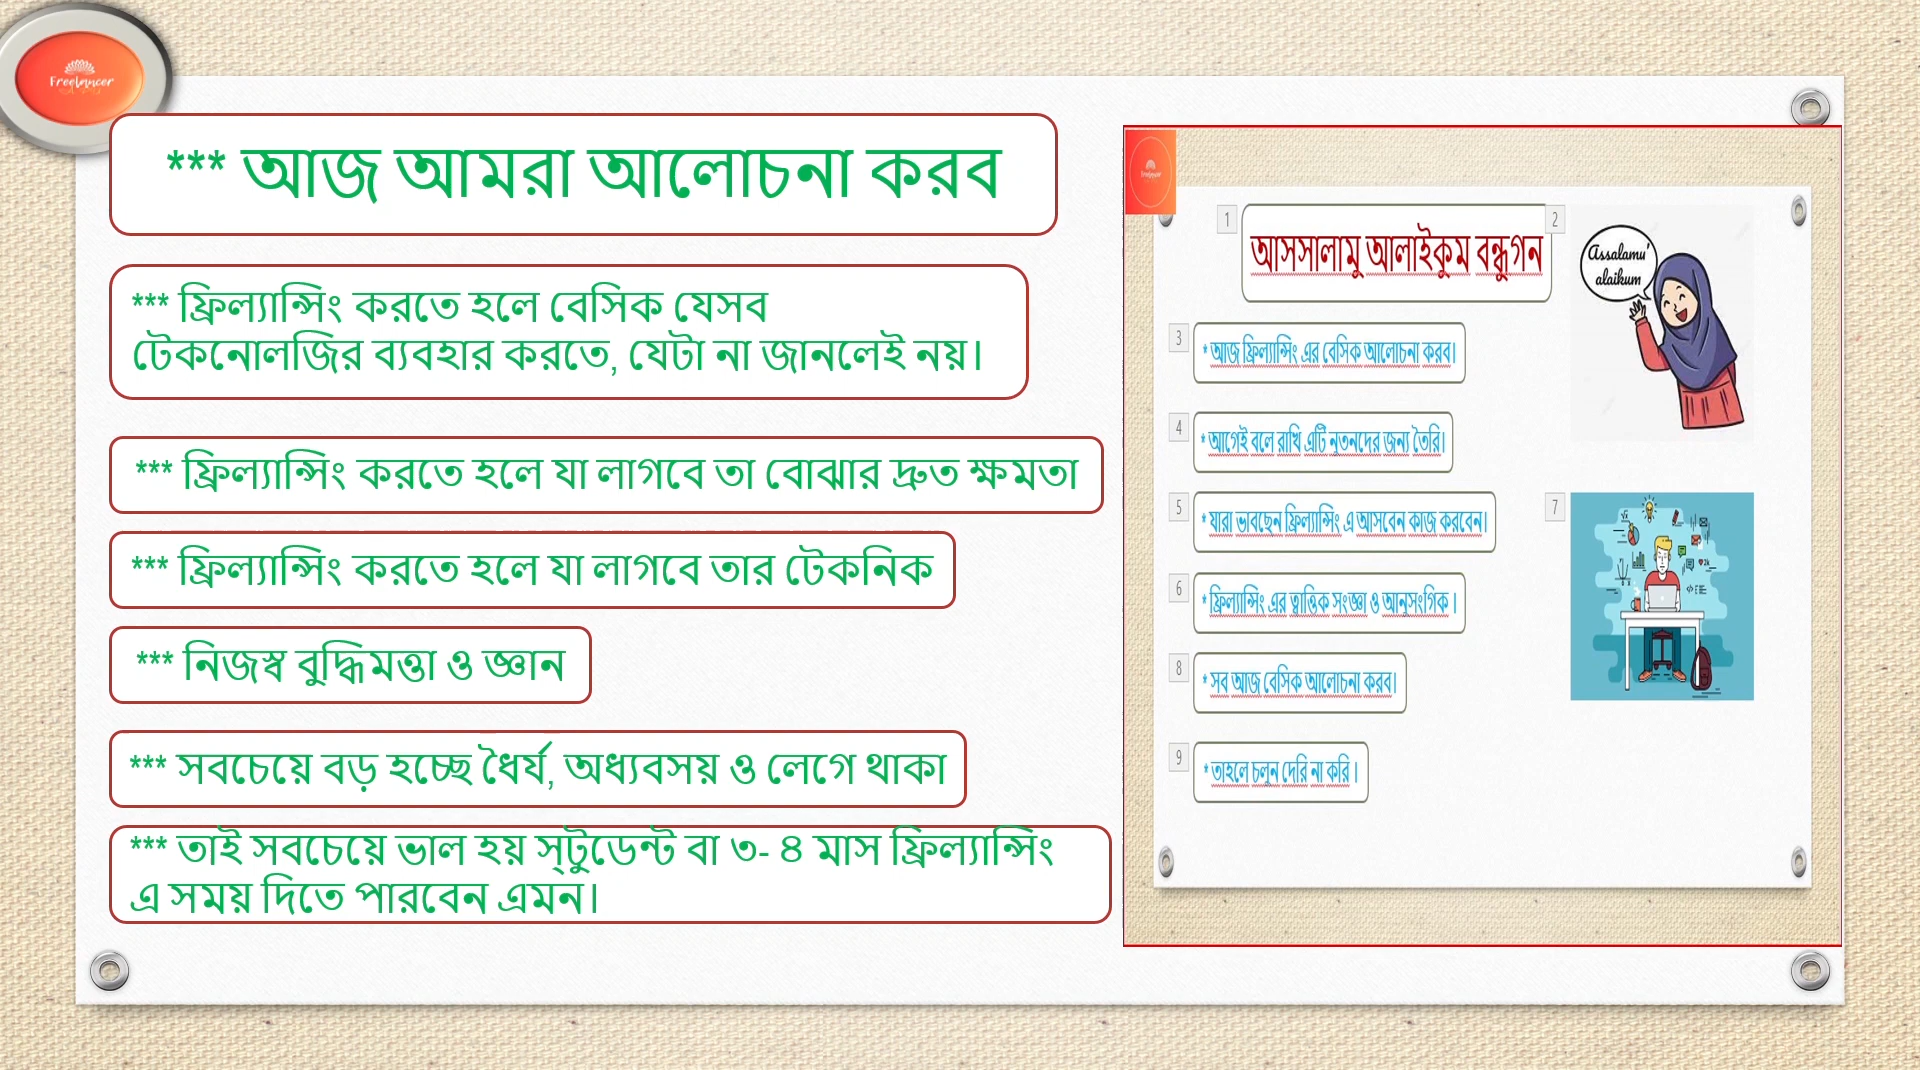 Freelancer
*** আজ আমরা আলোচনা করব
*** ফ্রিল্যান্সিং করতে হলে বেসিক যেসব
টেকনোলজির ব্যবহার করতে, যেটা না জানলেই নয়।
*** ফ্রিল্যান্সিং করতে হলে যা লাগবে তা বোঝার দ্রুত ক্ষমতা
*** ফ্রিল্যান্সিং করতে হলে যা লাগবে তার টেকনিক
*** নিজস্ব বুদ্ধিমত্তা ও জ্ঞান
*** সবচেয়ে বড় হচ্ছে ধৈর্য, অধ্যবসয় ও লেগে থাকা
*** তাই সবচেয়ে ভাল হয় স্টুডেন্ট বা ৩- ৪ মাস ফ্রিল্যান্সিং
এ সময় দিতে পারবেন এমন।
Freelancer
1
আসসালামু আলাইকুম বন্ধুগন
2
Assalamu'
alaikum
3
* আজ ফ্রিল্যান্সিং এর বেসিক আলোচনা করব।
4
* আগেই বলে রাখি এটি নুতনদের জন্য তৈরি।
5
* যারা ভাবছেন ফ্রিল্যান্সিং এ আসবেন কাজ করবেন।
7
6
* ফ্রিল্যান্সিং এর ত্বাত্তিক সংজ্ঞা ও আনুসংগিক।
8
* সব আজ বেসিক আলোচনা করব।
9
* তাহলে চলুন দেরি না করি।